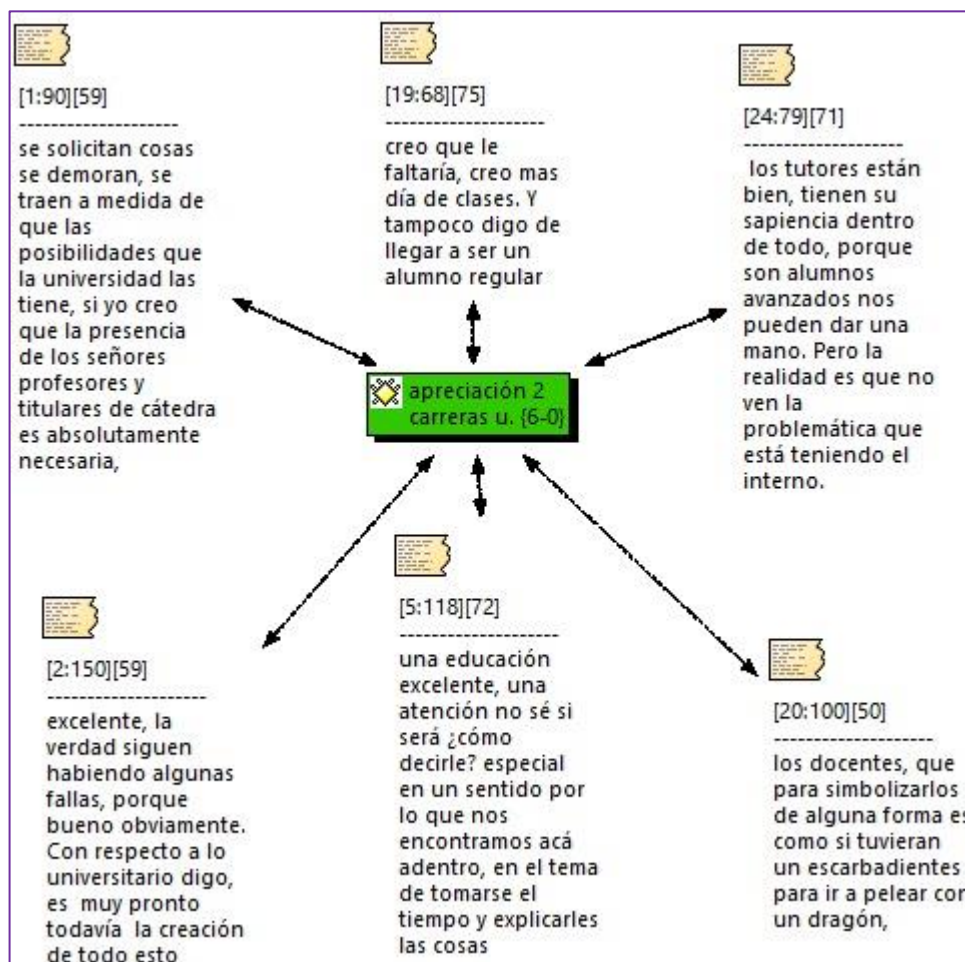 [1:90][59]
--------------------
se solicitan cosas
se demoran, se
traen a medida de
que las
posibilidades que
la universidad las
tiene, si yo creo
que la presencia
de los señores
profesores y
titulares de cátedra
es absolutamente
necesaria,
[19:68][75]
--------------------
creo que le
faltaría, creo mas
día de clases. Y
tampoco digo de
llegar a ser un
alumno regular
[24:79][71]
--------------------
los tutores están
bien, tienen su
sapiencia dentro
de todo, porque
son alumnos
avanzados nos
pueden dar una
mano. Pero la
realidad es que no
ven la
problemática que
está teniendo el
interno.
apreciación 2
carreras u. {6-0}
[2:150][59]
--------------------
excelente, la
verdad siguen
habiendo algunas
fallas, porque
bueno obviamente.
Con respecto a lo
universitario digo,
es muy pronto
todavía la creación
de todo esto
[5:118][72]
--------------------
una educación
excelente, una
atención no sé si
será ¿cómo
decirle? especial
en un sentido por
lo que nos
encontramos acá
adentro, en el tema
de tomarse el
tiempo y explicarles
las cosas
[20:100][50]
--------------------
los docentes, que
para simbolizarlos
de alguna forma es
como si tuvieran
un escarbadientes
para ir a pelear con
un dragón,